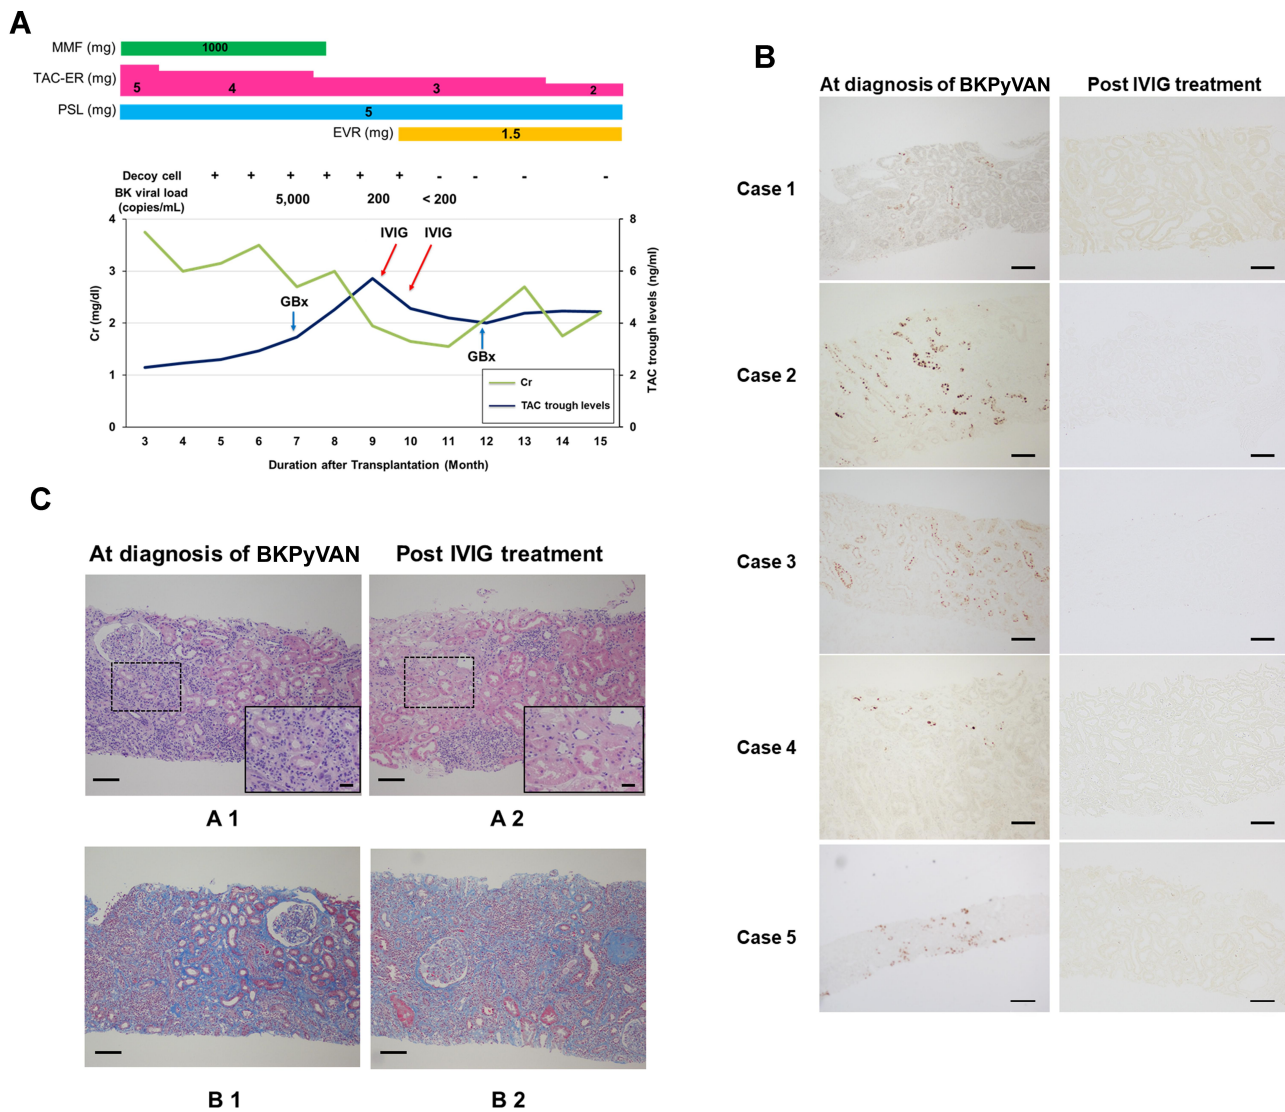 A
MMF (mg)
1000
TAC-ER (mg)
5
4
3
2
PSL (mg)
5
EVR (mg)
1.5
Decoy cell
+ + + + + + - - - -
BK viral load
(copies/mL)
5,000
200
< 200
4
3
2
1
0
Cr (mg/dl)
8
6
4
2
0
TAC trough levels (ng/ml)
IVIG
IVIG
GBx
GBx
Cr
TAC trough levels
3 4 5 6 7 8 9 10 11 12 13 14 15
Duration after Transplantation (Month)
B
At diagnosis of BKPyVAN
Post IVIG treatment
Case 1
Case 2
Case 3
Case 4
Case 5
C
At diagnosis of BKPyVAN
Post IVIG treatment
A 1
A 2
B 1
B 2